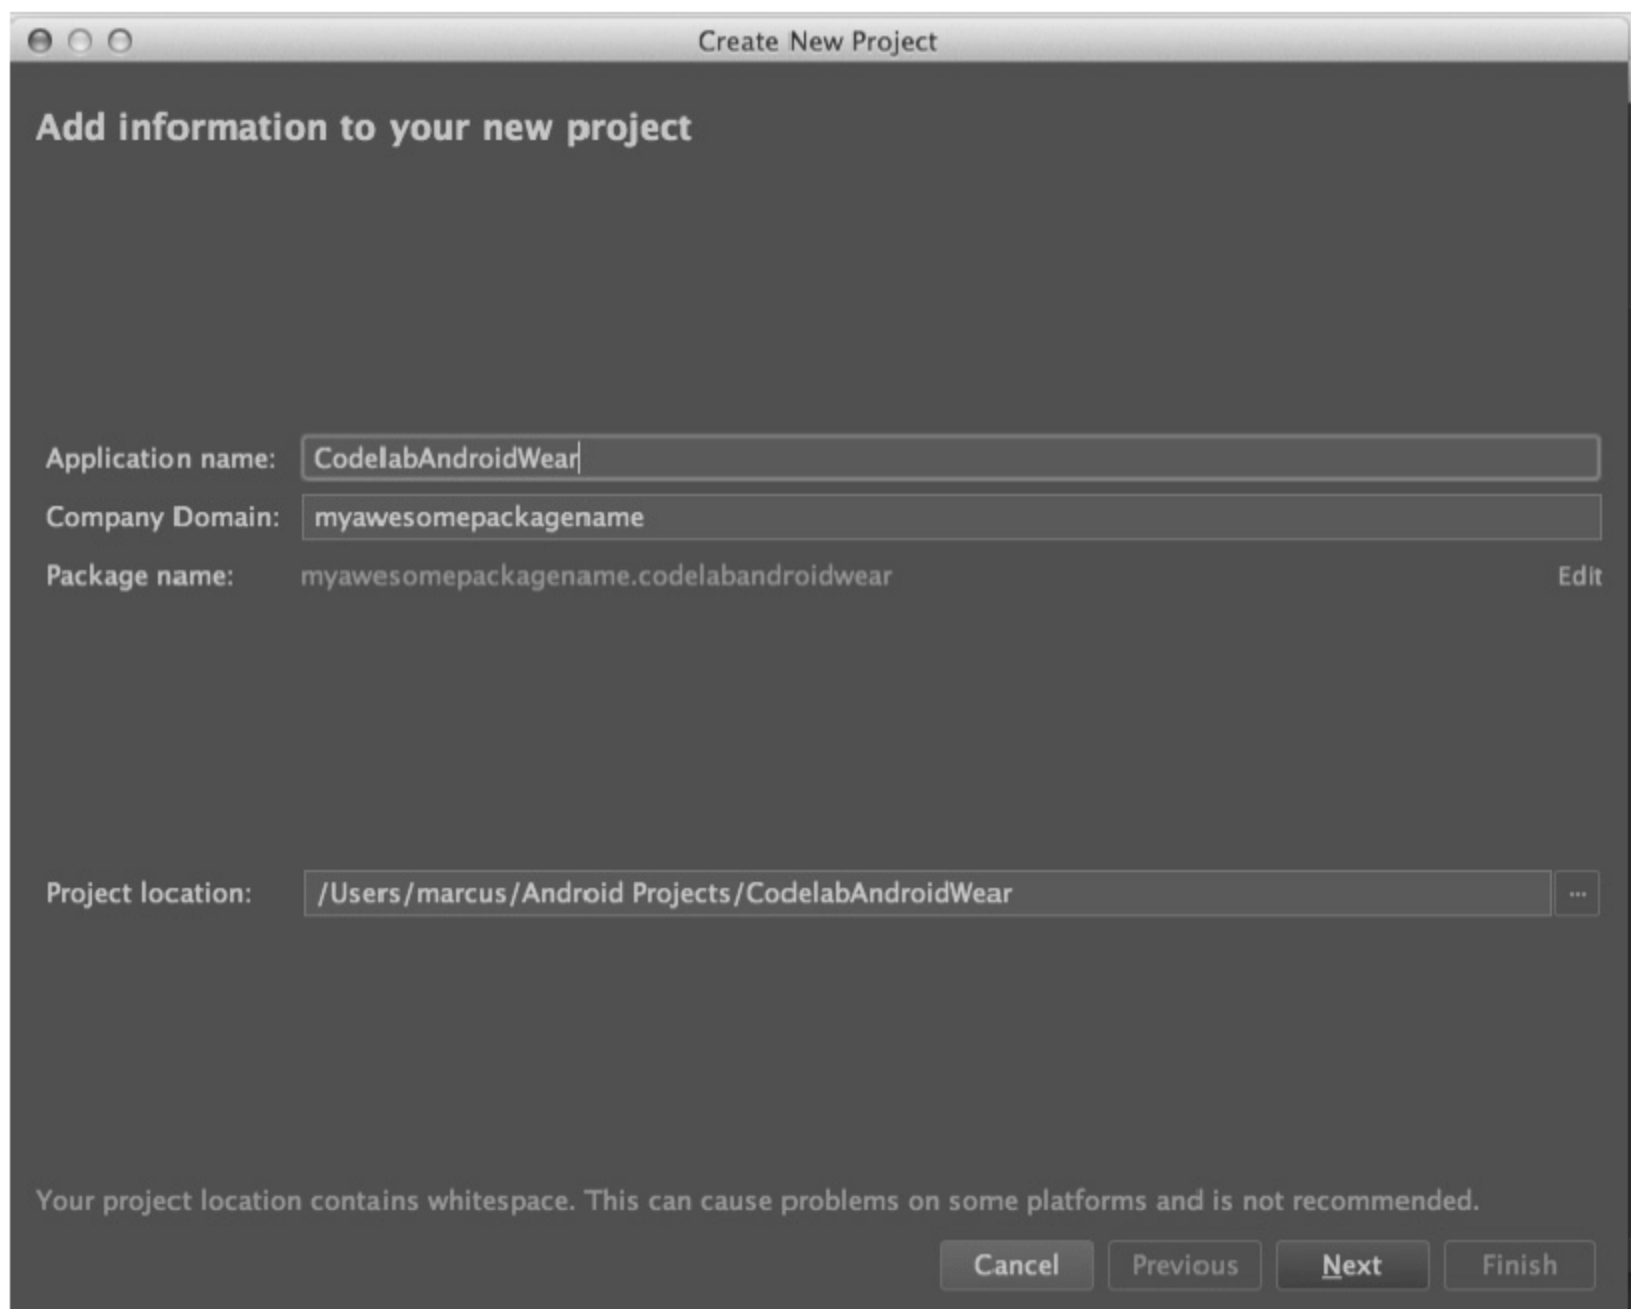 Create New Project
Add information to your new project
Application name: CodelabAndroidWear
Company Domain: myawesomepackagename
Package name: myawesomepackagename.codelabandroidwear Edit
Project location: /Users/marcus/Android Projects/CodelabAndroidWear ...
Your project location contains whitespace. This can cause problems on some platforms and is not recommended.
Cancel Previous Next Finish